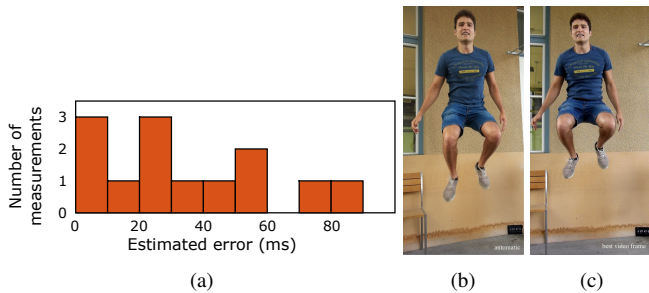 Number of
measurements
3
2
1
0
0
20
40
60
80
Estimated error (ms)
automatic
best video frame
(a)
(b)
(c)